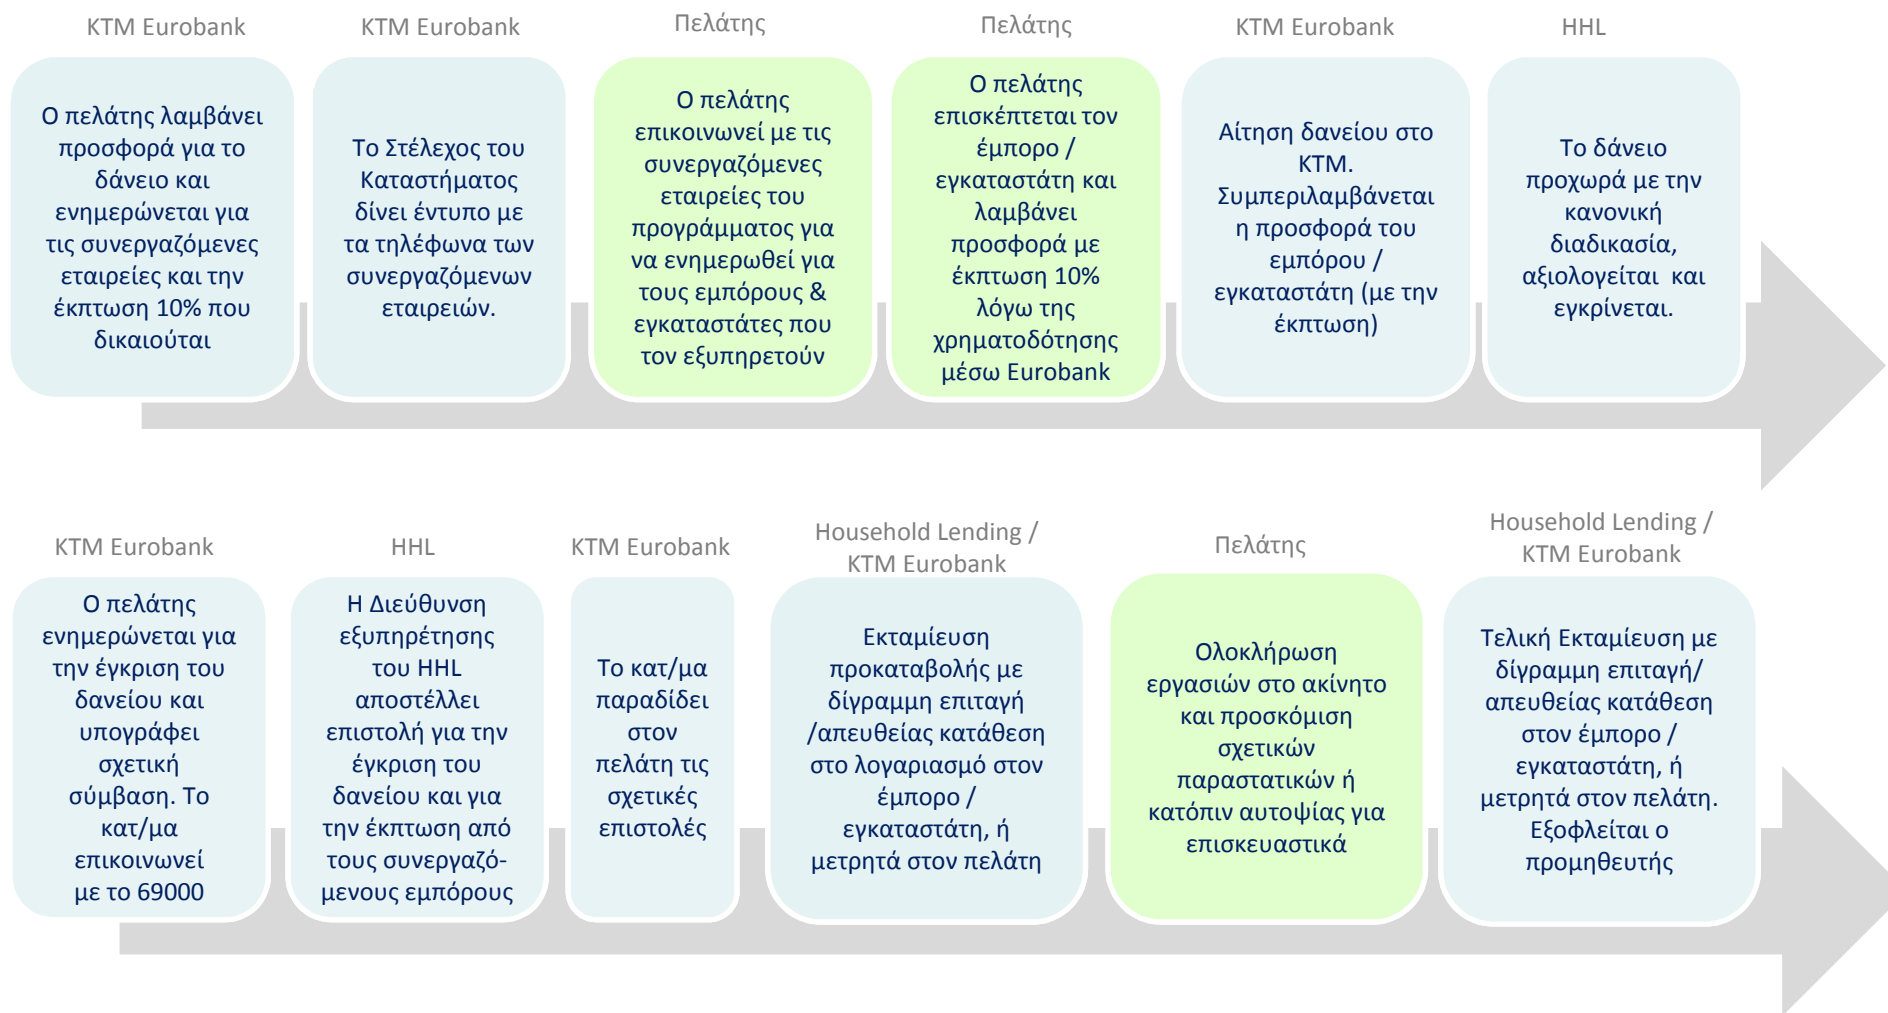 KTM Eurobank
Ο πελάτης λαμβάνει
προσφορά για το
δάνειο και
ενημερώνεται για
τις συνεργαζόμενες
εταιρείες και την
έκπτωση 10% που
δικαιούται
KTM Eurobank
Το Στέλεχος του
Καταστήματος
δίνει έντυπο με
τα τηλέφωνα των
συνεργαζόμενων
εταιρειών.
Πελάτης
Ο πελάτης
επικοινωνεί με τις
συνεργαζόμενες
εταιρείες του
προγράμματος για
να ενημερωθεί για
τους εμπόρους &
εγκαταστάτες που
τον εξυπηρετούν
Πελάτης
Ο πελάτης
επισκέπτεται τον
έμπορο /
εγκαταστάτη και
λαμβάνει
προσφορά με
έκπτωση 10%
λόγω της
χρηματοδότησης
μέσω Eurobank
KTM Eurobank
Αίτηση δανείου στο
ΚΤΜ.
Συμπεριλαμβάνεται
η προσφορά του
εμπόρου /
εγκαταστάτη (με την
έκπτωση)
HHL
Το δάνειο
προχωρά με την
κανονική
διαδικασία,
αξιολογείται και
εγκρίνεται.
KTM Eurobank
Ο πελάτης
ενημερώνεται για
την έγκριση του
δανείου και
υπογράφει
σχετική
σύμβαση. Το
κατ/μα
επικοινωνεί
με το 69000
HHL
Η Διεύθυνση
εξυπηρέτησης
του HHL
αποστέλλει
επιστολή για την
έγκριση του
δανείου και για
την έκπτωση από
τους συνεργαζό-
μενους εμπόρους
KTM Eurobank
Το κατ/μα
παραδίδει
στον
πελάτη τις
σχετικές
επιστολές
Household Lending /
KTM Eurobank
Εκταμίευση
προκαταβολής με
δίγραμμη επιταγή
/απευθείας κατάθεση
στο λογαριασμό στον
έμπορο /
εγκαταστάτη, ή
μετρητά στον πελάτη
Πελάτης
Ολοκλήρωση
εργασιών στο ακίνητο
και προσκόμιση
σχετικών
παραστατικών ή
κατόπιν αυτοψίας για
επισκευαστικά
Household Lending /
KTM Eurobank
Τελική Εκταμίευση με
δίγραμμη επιταγή/
απευθείας κατάθεση
στον έμπορο /
εγκαταστάτη, ή
μετρητά στον πελάτη.
Εξοφλείται ο
προμηθευτής